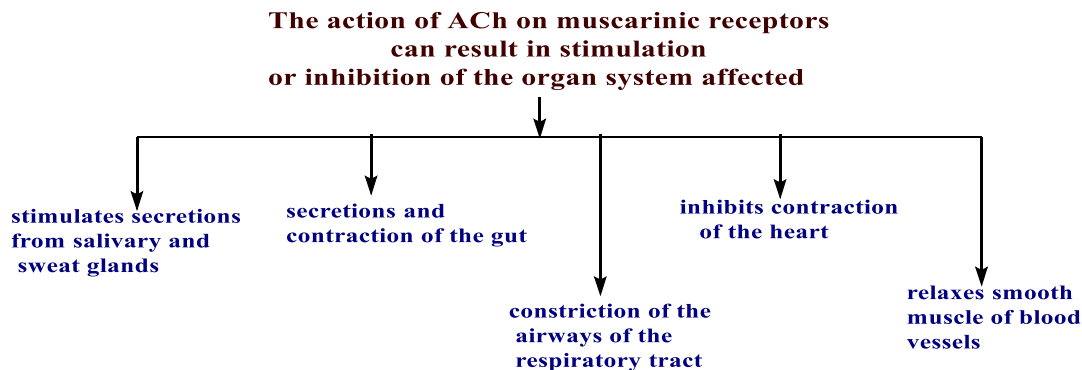 The action of ACh on muscarinic receptors
can result in stimulation
or inhibition of the organ system affected
stimulates secretions
from salivary and
sweat glands
secretions and
contraction of the gut
constriction of the
airways of the
respiratory tract
inhibits contraction
of the heart
relaxes smooth
muscle of blood
vessels